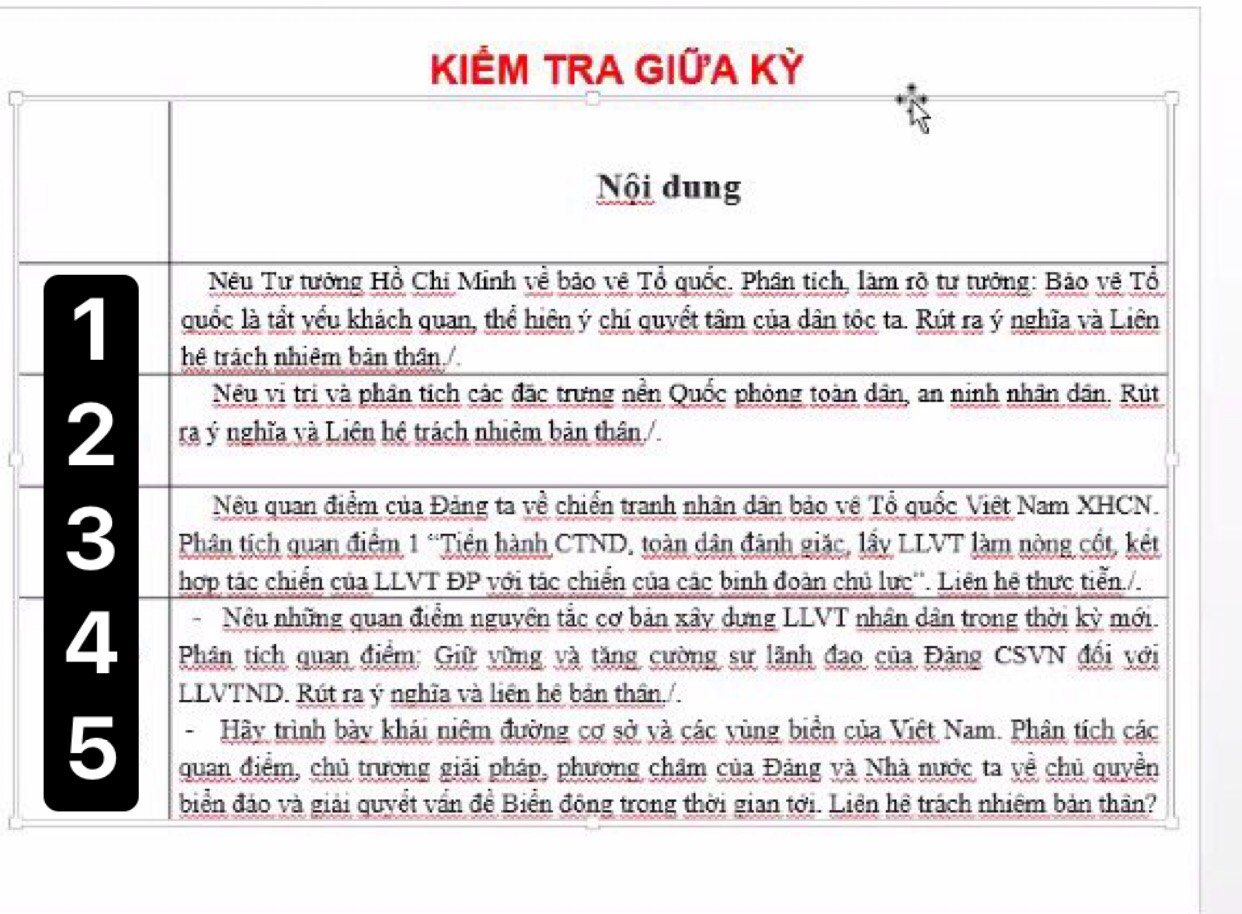 KIỂM TRA GIỮA KỲ
Nội dung
1
Nêu Tư tưởng Hồ Chí Minh về bảo vệ Tổ quốc. Phân tích, làm rõ tư tưởng: Bảo vệ Tổ
quốc là tất yếu khách quan, thể hiện ý chí quyết tâm của dân tộc ta. Rút ra ý nghĩa và Liên
hệ trách nhiệm bản thân./.
2
Nêu vị trí và phân tích các đặc trưng nền Quốc phòng toàn dân, an ninh nhân dân. Rút
ra ý nghĩa và Liên hệ trách nhiệm bản thân./.
3
Nêu quan điểm của Đảng ta về chiến tranh nhân dân bảo vệ Tổ quốc Việt Nam XHCN.
Phân tích quan điểm 1 “Tiến hành CTND, toàn dân đánh giặc, lấy LLVT làm nòng cốt, kết
hợp tác chiến của LLVT ĐP với tác chiến của các binh đoàn chủ lực”. Liên hệ thực tiễn./.
4
- Nêu những quan điểm nguyên tắc cơ bản xây dựng LLVT nhân dân trong thời kỳ mới.
Phân tích quan điểm: Giữ vững và tăng cường sự lãnh đạo của Đảng CSVN đối với
LLVTND. Rút ra ý nghĩa và liên hệ bản thân./.
5
- Hãy trình bày khái niệm đường cơ sở và các vùng biển của Việt Nam. Phân tích các
quan điểm, chủ trương giải pháp, phương châm của Đảng và Nhà nước ta về chủ quyền
biển đảo và giải quyết vấn đề Biển đông trong thời gian tới. Liên hệ trách nhiệm bản thân?